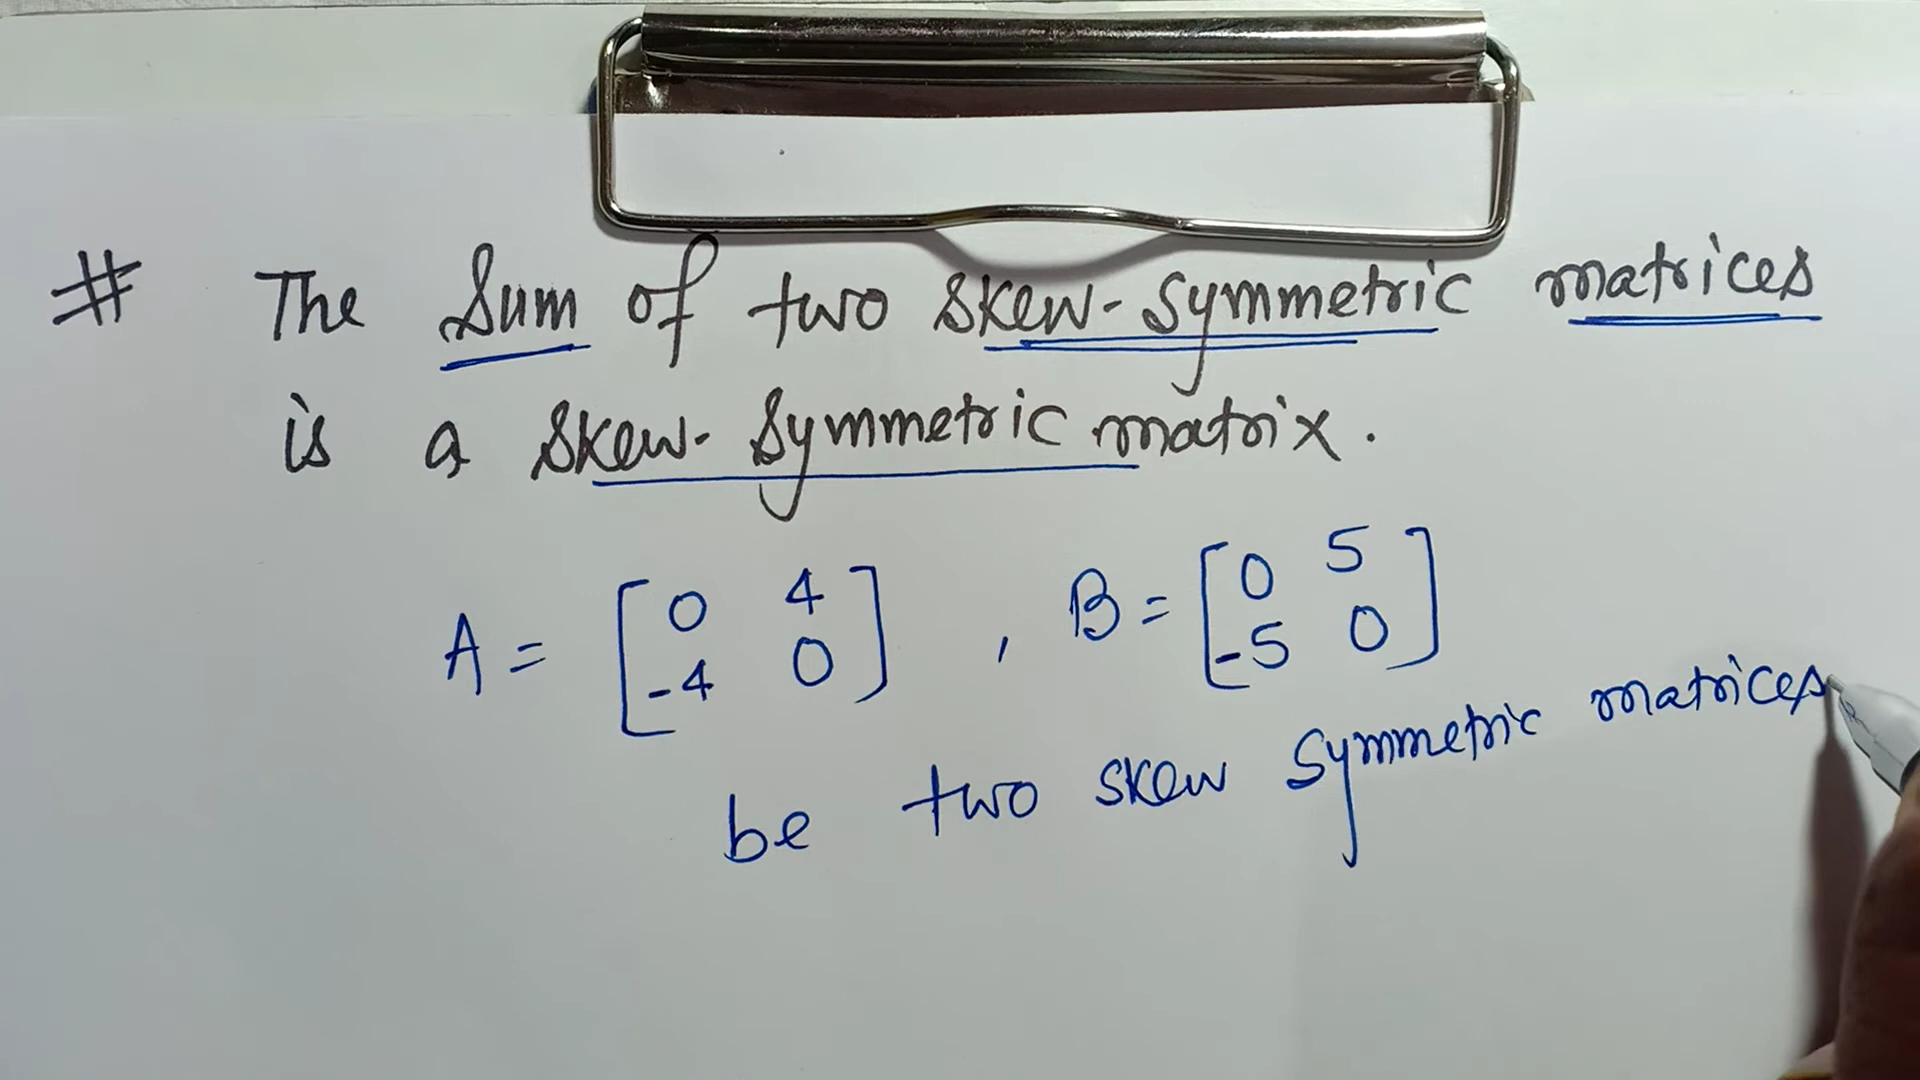 # The Sum of two skew-symmetric matrices
is a skew-symmetric matrix.
A = [0 4 -4 0] , B = [0 5 -5 0]
be two skew symmetric matrices